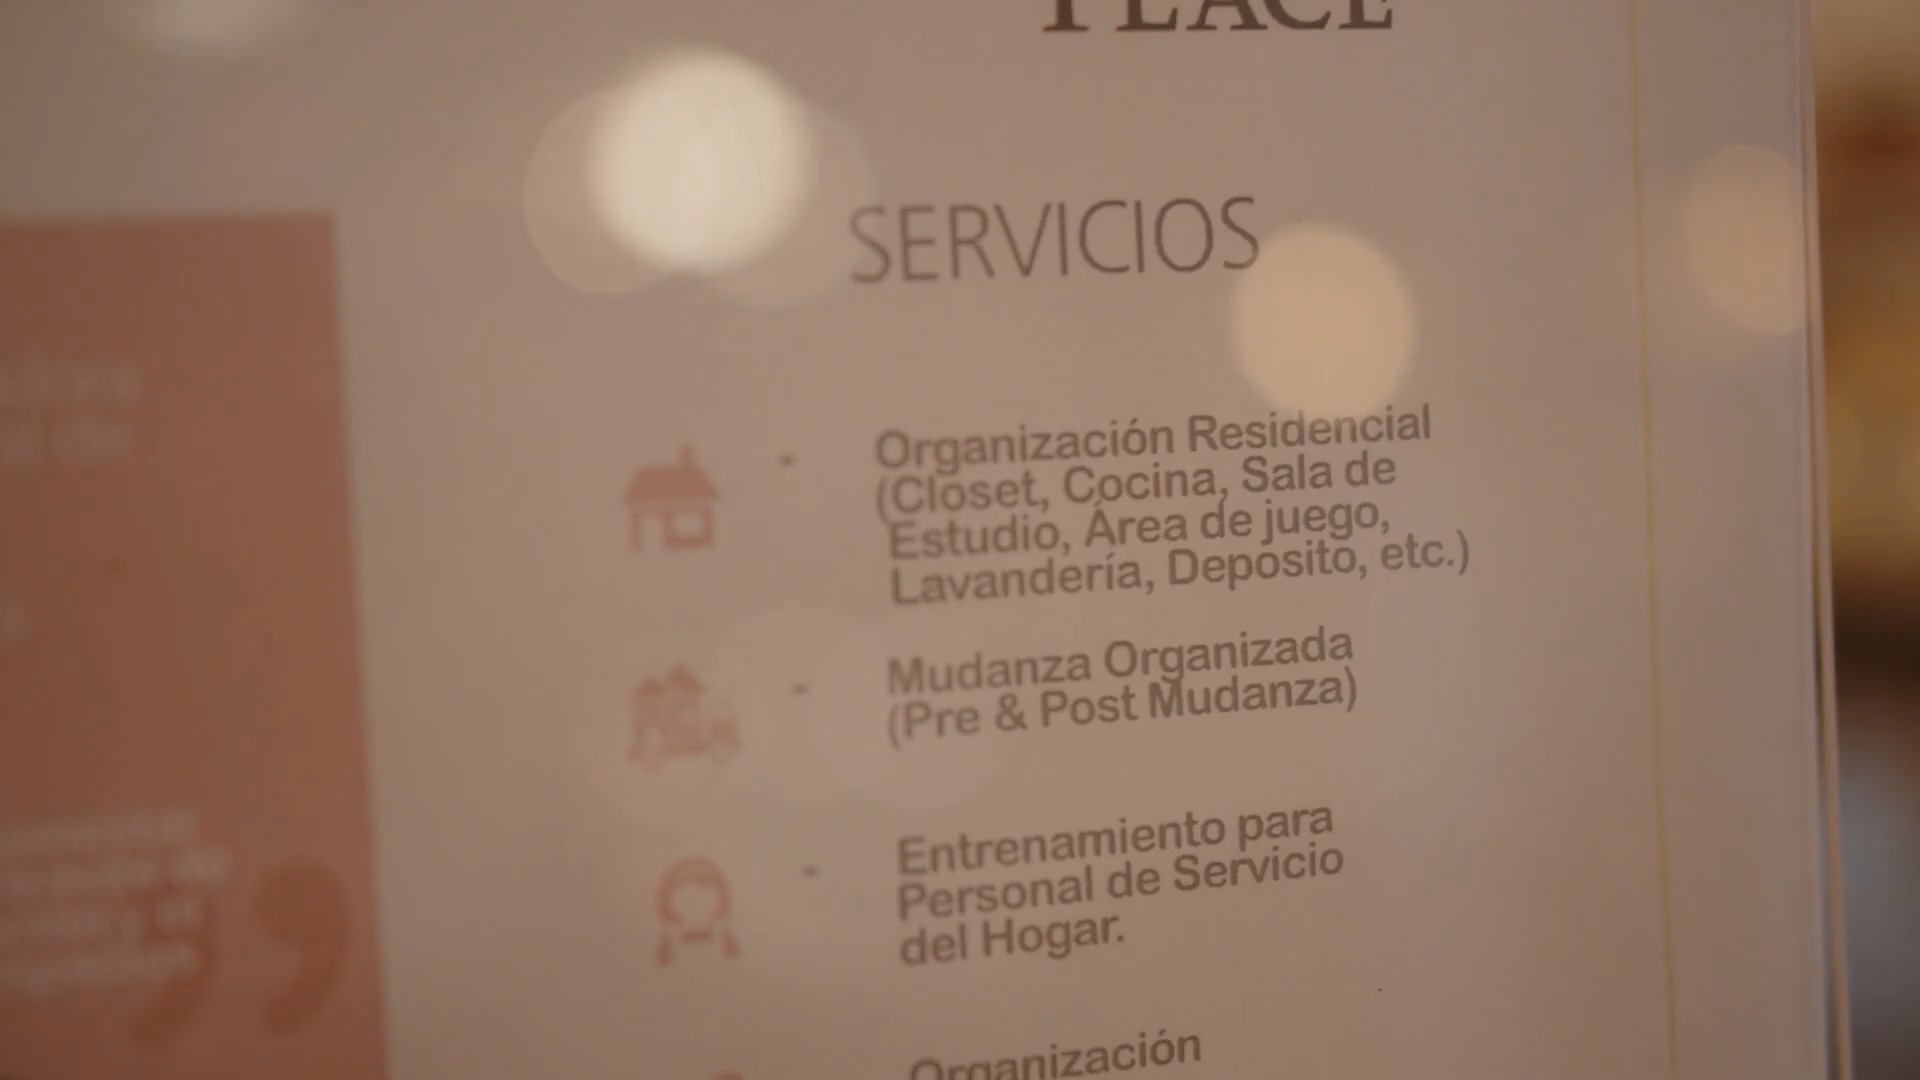 PLACE
SERVICIOS
- Organización Residencial
(Closet, Cocina, Sala de
Estudio, Área de juego,
Lavandería, Deposito, etc.)
- Mudanza Organizada
(Pre & Post Mudanza)
- Entrenamiento para
Personal de Servicio
del Hogar.
Organización